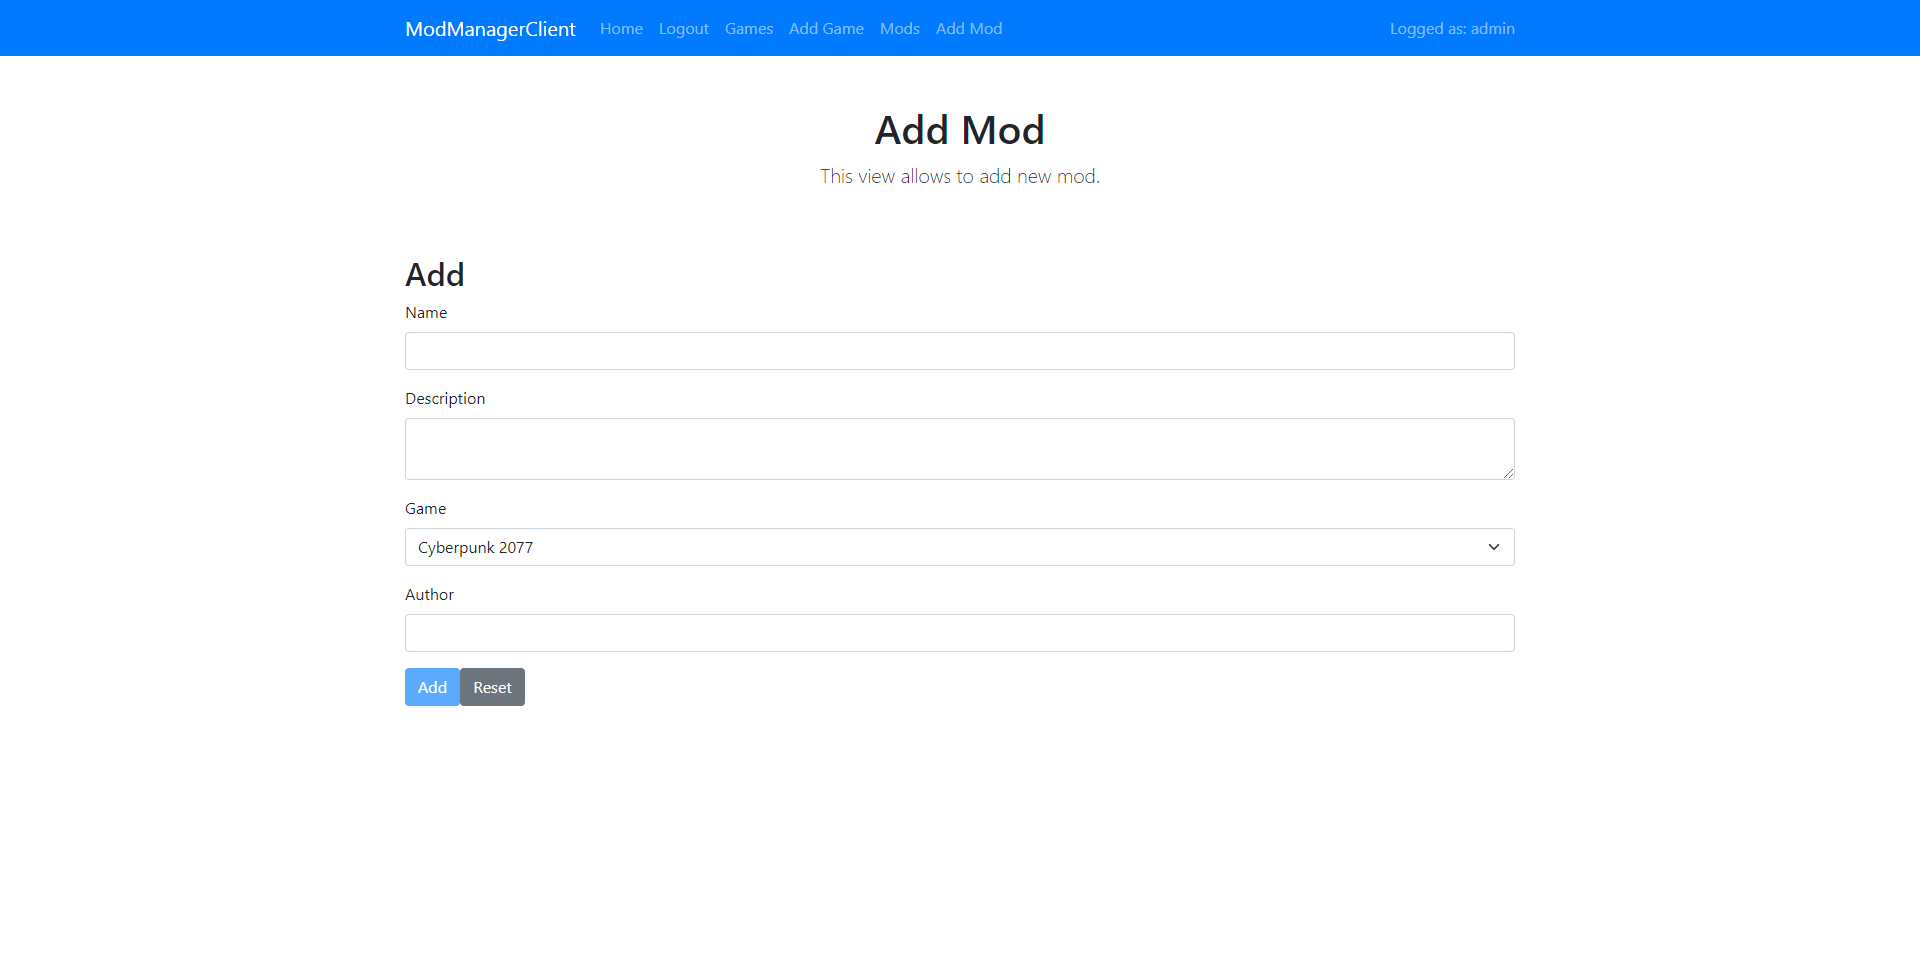 ModManagerClient Home Logout Games Add Game Mods Add Mod Logged as: admin
Add Mod
This view allows to add new mod.
Add
Name
Description
Game
Cyberpunk 2077
Author
Add Reset